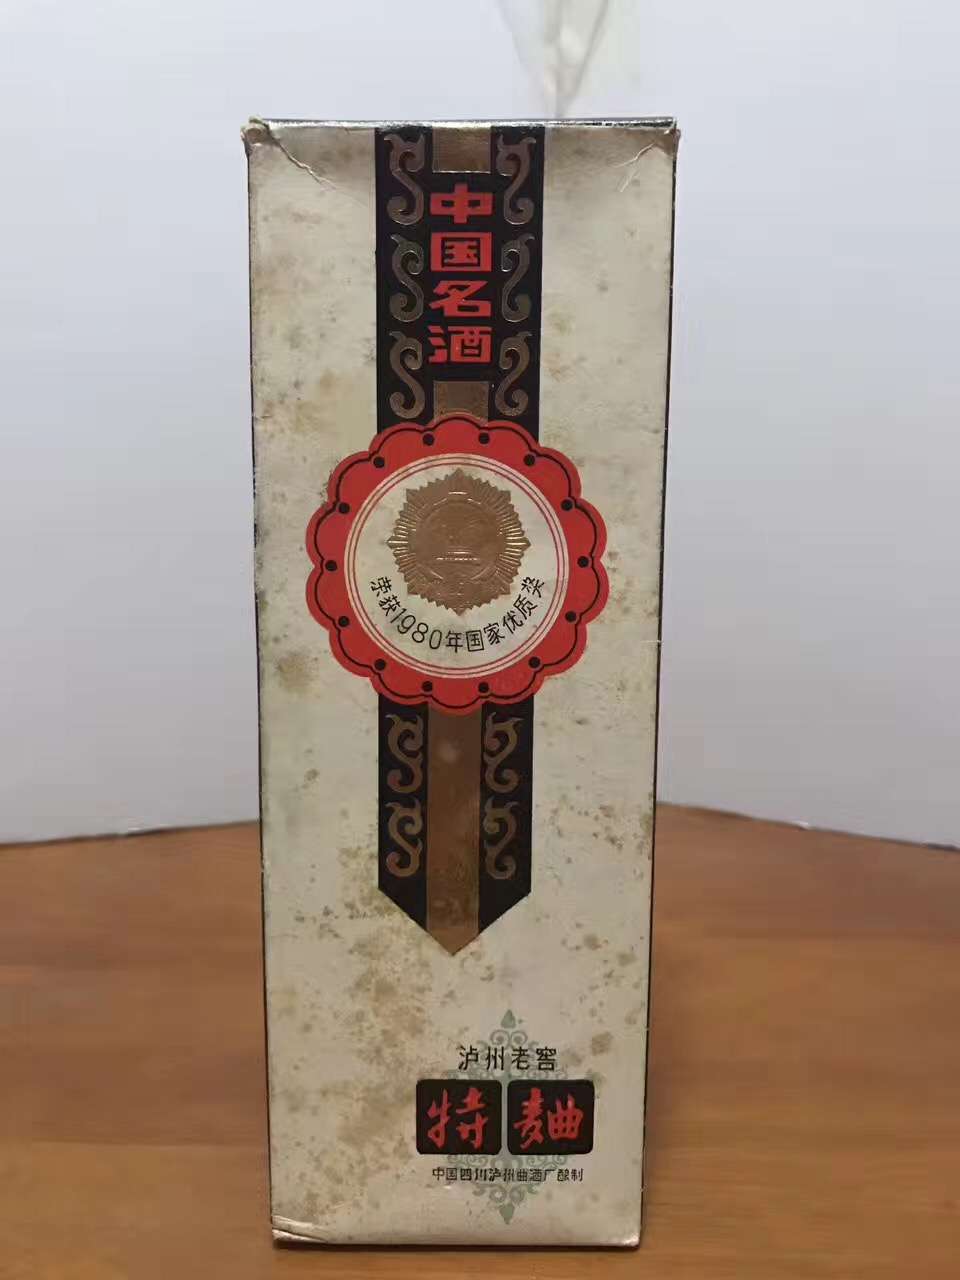 中国名酒
荣获1980年国家优质奖
泸州老窖
特麯
中国四川泸州曲酒厂酿制